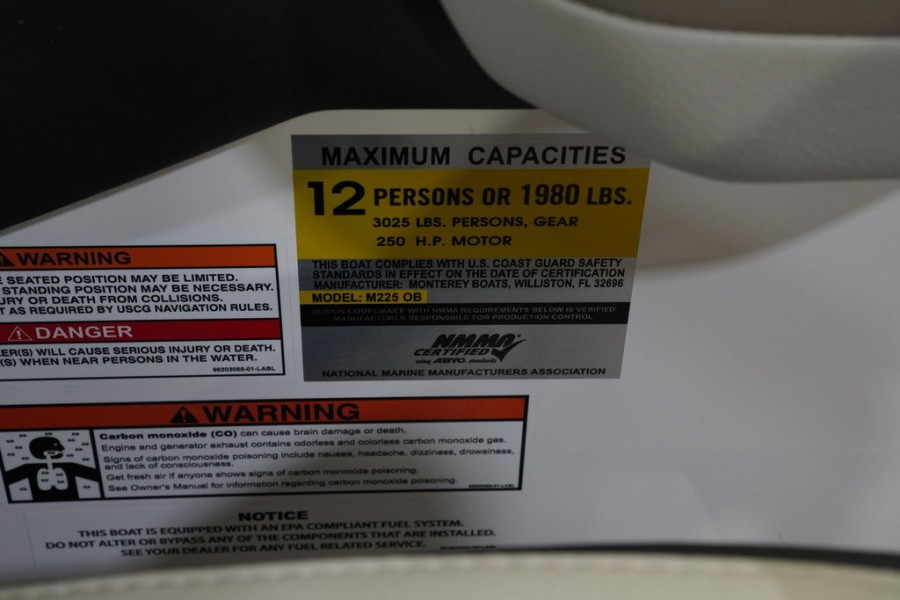 MAXIMUM CAPACITIES
12 PERSONS OR 1980 LBS.
3025 LBS. PERSONS, GEAR
250 H.P. MOTOR
THIS BOAT COMPLIES WITH U.S. COAST GUARD SAFETY
STANDARDS IN EFFECT ON THE DATE OF CERTIFICATION
MANUFACTURER: MONTEREY BOATS, WILLISTON, FL 32696
MODEL: M225 OB
DESIGN COMPLIANCE WITH NMMA REQUIREMENTS BELOW IS VERIFIED.
MANUFACTURER RESPONSIBLE FOR PRODUCTION CONTROL.
NMMA
CERTIFIED
using ABYC standards
NATIONAL MARINE MANUFACTURERS ASSOCIATION
WARNING
SEATED POSITION MAY BE LIMITED.
STANDING POSITION MAY BE NECESSARY.
URY OR DEATH FROM COLLISIONS.
T AS REQUIRED BY USCG NAVIGATION RULES.
DANGER
ER(S) WILL CAUSE SERIOUS INJURY OR DEATH.
(S) WHEN NEAR PERSONS IN THE WATER.
WARNING
Carbon monoxide (CO) can cause brain damage or death.
Engine and generator exhaust contains odorless and colorless carbon monoxide gas.
Signs of carbon monoxide poisoning include nausea, headache, dizziness, drowsiness,
and lack of consciousness.
Get fresh air if anyone shows signs of carbon monoxide poisoning.
See Owner's Manual for information regarding carbon monoxide poisoning.
NOTICE
THIS BOAT IS EQUIPPED WITH AN EPA COMPLIANT FUEL SYSTEM.
DO NOT ALTER OR BYPASS ANY OF THE COMPONENTS THAT ARE INSTALLED.
SEE YOUR DEALER FOR ANY FUEL RELATED SERVICE.